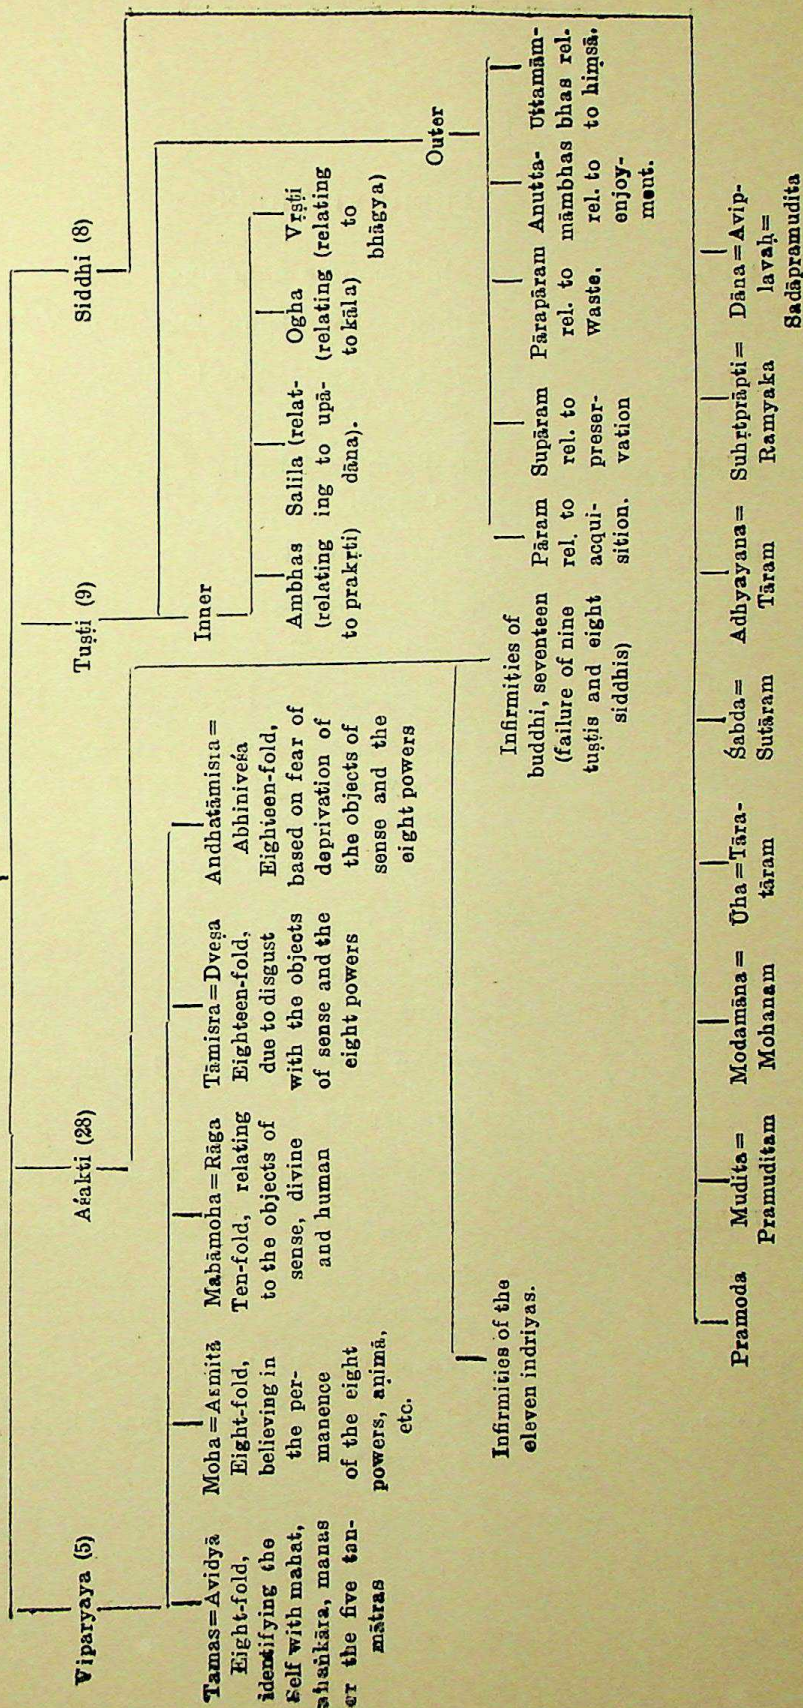 Viparyaya (5)
Aśakti (28)
Tuṣṭi (9)
Siddhi (8)
Tamas=Avidyā
Eight-fold,
identifying the
Self with mahat,
ahaṅkāra, manas
or the five tan-
mātras
Moha=Asmitā
Eight-fold,
believing in
the per-
manence
of the eight
powers, aṇimā,
etc.
Mahāmoha=Rāga
Ten-fold, relating
to the objects of
sense, divine
and human
Tāmisra=Dveṣa
Eighteen-fold,
due to disgust
with the objects
of sense and the
eight powers
Andhatāmisra=
Abhiniveśa
Eighteen-fold,
based on fear of
deprivation of
the objects of
sense and the
eight powers
Inner
Ambhas
(relating
to prakṛti)
Salila (relat-
ing to upā-
dāna).
Ogha
(relating
to kāla)
Vṛṣti
(relating
to
bhāgya)
Outer
Infirmities of the
eleven indriyas.
Infirmities of
buddhi, seventeen
(failure of nine
tuṣṭis and eight
siddhis)
Pāram
rel. to
acqui-
sition.
Supāram
rel. to
preser-
vation
Pārapāram
rel. to
Waste.
Anutta-
māmbhas
rel. to
enjoy-
ment.
Uttamām-
bhas rel.
to hiṃsā.
Pramoda
Mudita=
Pramuditam
Modamāna=
Mohanam
Ūha=Tāra-
tāram
Śabda=
Sutāram
Adhyayana=
Tāram
Suhṛtprāpti=
Ramyaka
Dāna=Avip-
lavaḥ=
Sadāpramudita